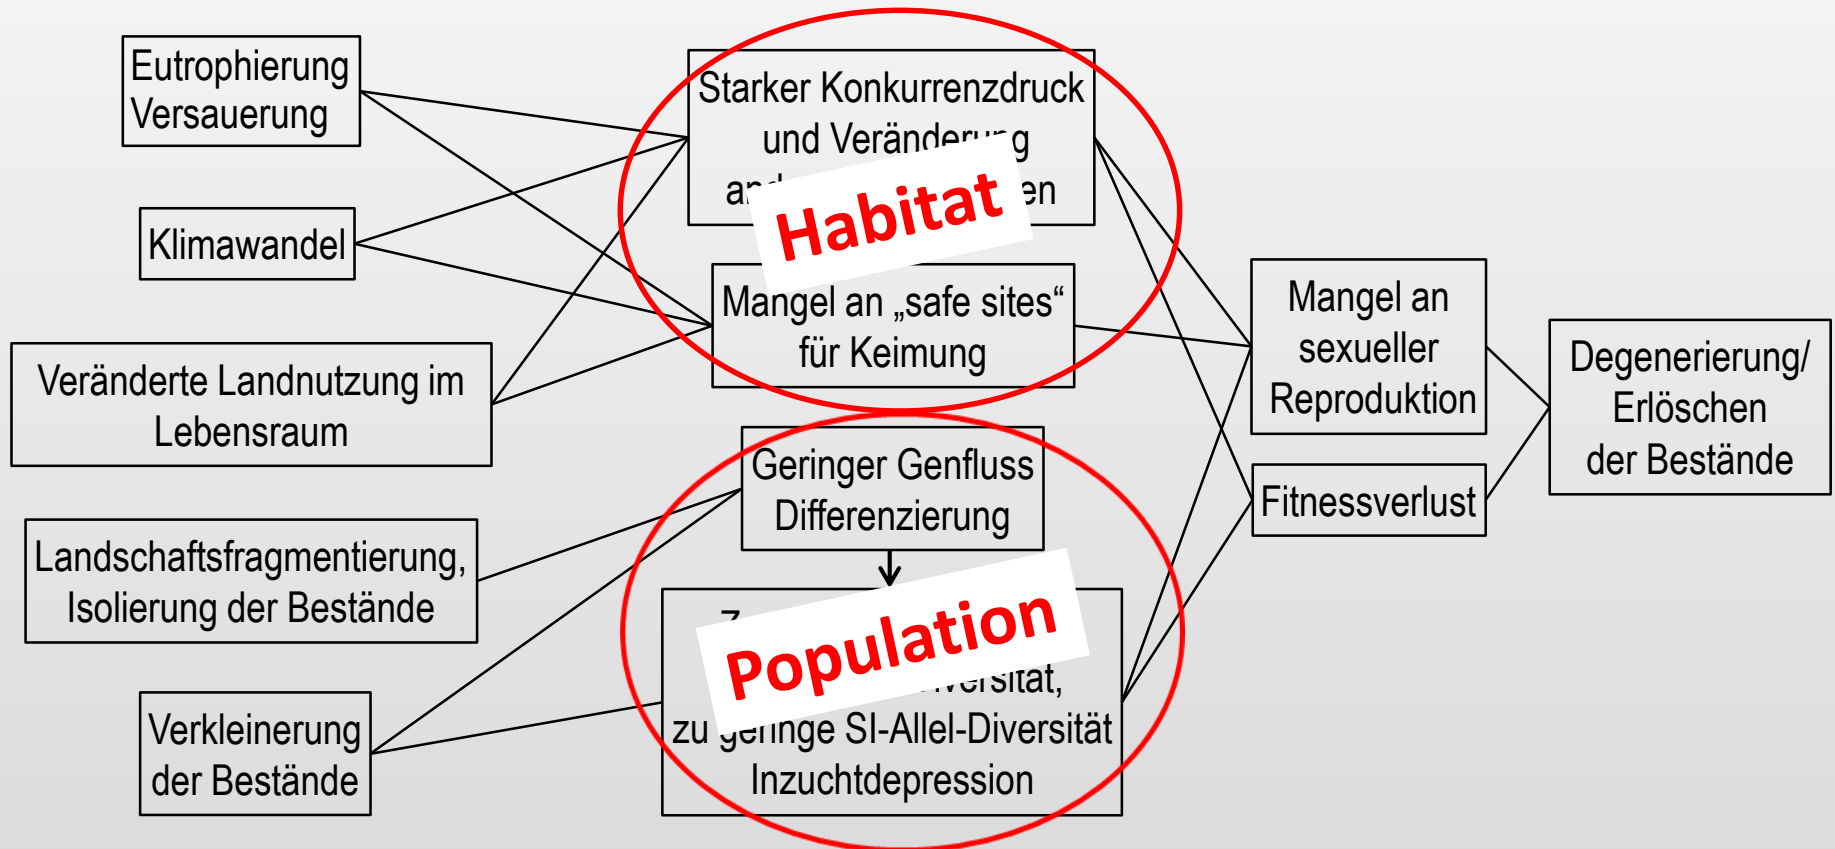 Eutrophierung
Versauerung
Klimawandel
Veränderte Landnutzung im
Lebensraum
Landschaftsfragmentierung,
Isolierung der Bestände
Verkleinerung
der Bestände
Starker Konkurrenzdruck
und Veränderung
Habitat
Mangel an „safe sites“
für Keimung
Geringer Genfluss
Differenzierung
Population
zu geringe SI-Allel-Diversität
Inzuchtdepression
Mangel an
sexueller
Reproduktion
Fitnessverlust
Degenerierung/
Erlöschen
der Bestände